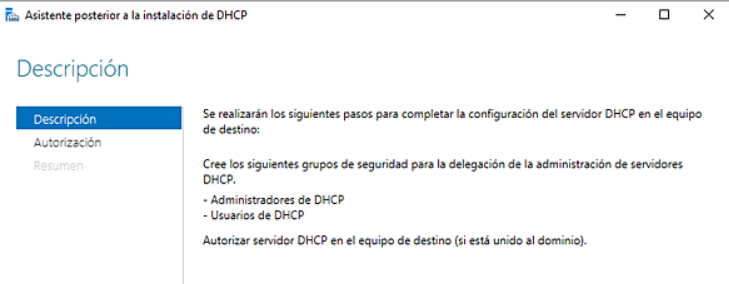 Asistente posterior a la instalación de DHCP
Descripción
Descripción
Autorización
Resumen
Se realizarán los siguientes pasos para completar la configuración del servidor DHCP en el equipo
de destino:
Cree los siguientes grupos de seguridad para la delegación de la administración de servidores
DHCP.
- Administradores de DHCP
- Usuarios de DHCP
Autorizar servidor DHCP en el equipo de destino (si está unido al dominio).